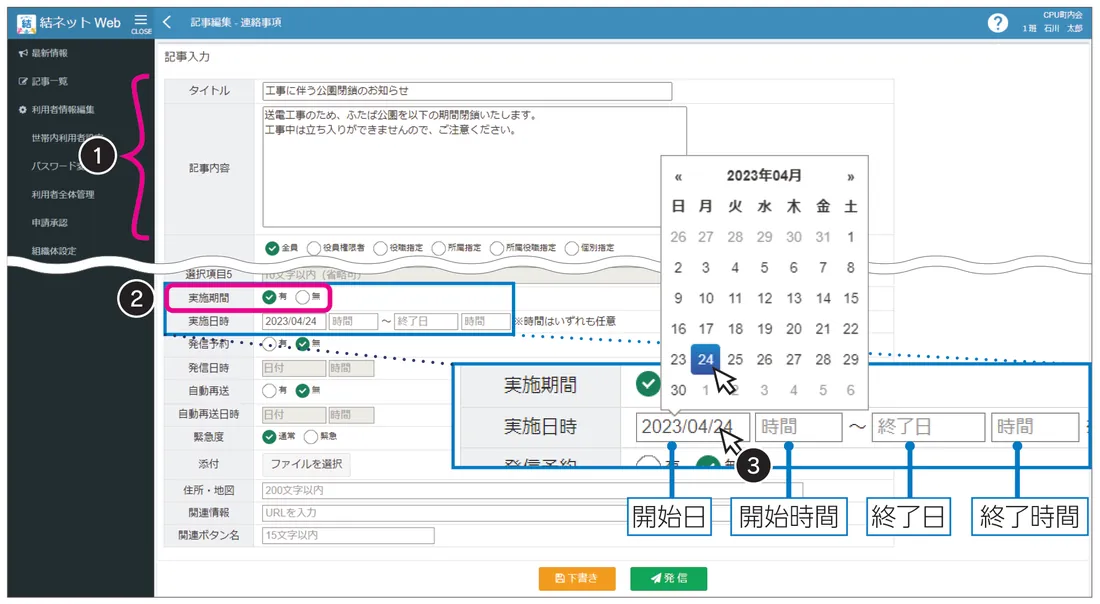 結ネット Web
CLOSE
記事編集 - 連絡事項
?
CPU町内会
1班 石川 太郎
最新情報
記事一覧
利用者情報編集
世帯内利用者設定
パスワード変
利用者全体管理
申請承認
組織体設定
①
記事入力
タイトル
工事に伴う公園閉鎖のお知らせ
記事内容
送電工事のため、ふたば公園を以下の期間閉鎖いたします。
工事中は立ち入りができませんので、ご注意ください。
全員 役員権限者 役職指定 所属指定 所属役職指定 個別指定
選択項目5 10文字以内（省略可）
②
実施期間 有 無
実施日時 2023/04/24 時間 ～ 終了日 時間 ※時間はいずれも任意
発信予約 有 無
発信日時 日付 時間
自動再送 有 無
自動再送日時 日付 時間
緊急度 通常 緊急
添付 ファイルを選択
住所・地図 200文字以内
関連情報 URLを入力
関連ボタン名 15文字以内
下書き 発信
« 2023年04月 »
日 月 火 水 木 金 土
26 27 28 29 30 31 1
2 3 4 5 6 7 8
9 10 11 12 13 14 15
16 17 18 19 20 21 22
23 24 25 26 27 28 29
30 1 2 3 4 5 6
実施期間
実施日時 2023/04/24 時間 ～ 終了日 時間 ※
発信予約 有 無
③
開始日 開始時間 終了日 終了時間